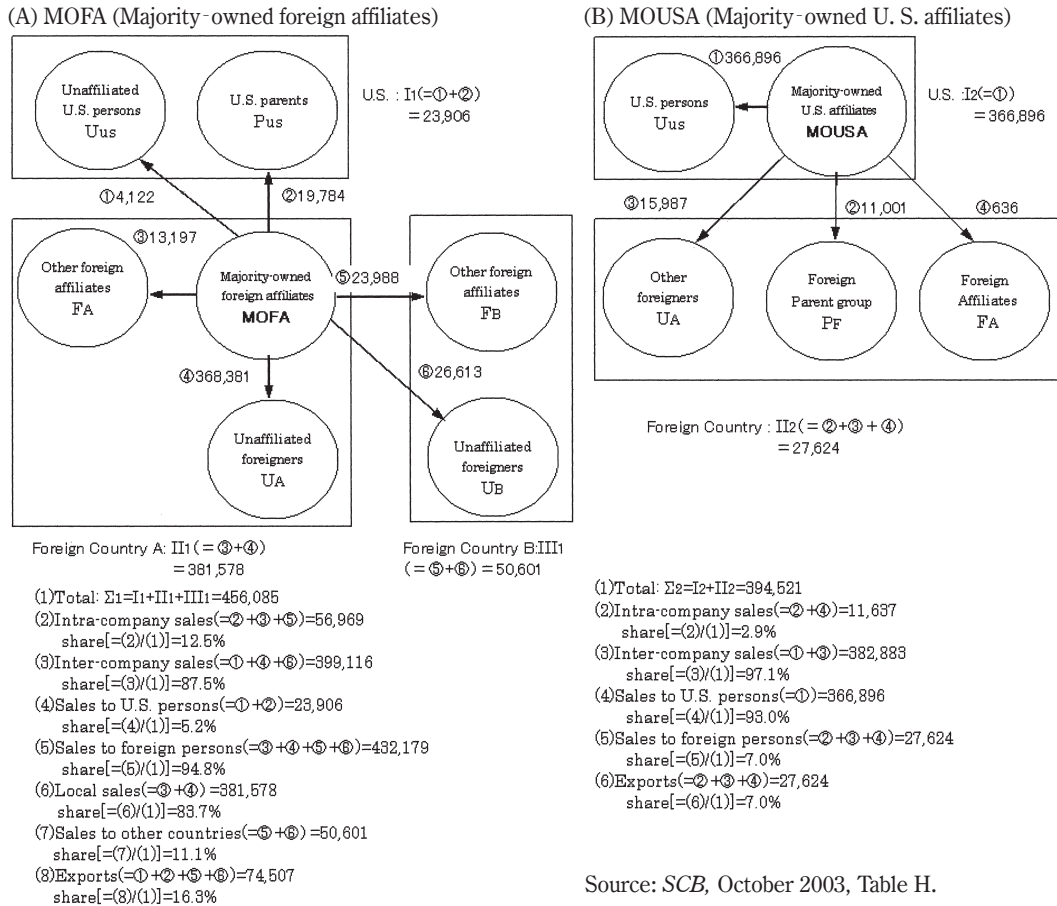 (A) MOFA (Majority-owned foreign affiliates)
Unaffiliated
U.S. persons
UUS
U.S. parents
PUS
U.S. : I1(=①+②)
=23,906
①4,122
②19,784
③13,197
Other foreign
affiliates
FA
Majority-owned
foreign affiliates
MOFA
⑤23,988
Other foreign
affiliates
FB
④368,381
⑥26,613
Unaffiliated
foreigners
UA
Unaffiliated
foreigners
UB
Foreign Country A: II1(=③+④)
=381,578
Foreign Country B:III1
(=⑤+⑥)=50,601
(1)Total: Σ1=I1+II1+III1=456,085
(2)Intra-company sales(=②+③+⑤)=56,969
share[=(2)/(1)]=12.5%
(3)Inter-company sales(=①+④+⑥)=399,116
share[=(3)/(1)]=87.5%
(4)Sales to U.S. persons(=①+②)=23,906
share[=(4)/(1)]=5.2%
(5)Sales to foreign persons(=③+④+⑤+⑥)=432,179
share[=(5)/(1)]=94.8%
(6)Local sales(=③+④)=381,578
share[=(6)/(1)]=83.7%
(7)Sales to other countries(=⑤+⑥)=50,601
share[=(7)/(1)]=11.1%
(8)Exports(=①+②+⑤+⑥)=74,507
share[=(8)/(1)]=16.3%
(B) MOUSA (Majority-owned U. S. affiliates)
①366,896
U.S. persons
UUS
Majority-owned
U.S. affiliates
MOUSA
U.S. :I2(=①)
=366,896
③15,987
②11,001
④636
Other
foreigners
UA
Foreign
Parent group
PF
Foreign
Affiliates
FA
Foreign Country : II2(=②+③+④)
=27,624
(1)Total: Σ2=I2+II2=394,521
(2)Intra-company sales(=②+④)=11,637
share[=(2)/(1)]=2.9%
(3)Inter-company sales(=①+③)=382,883
share[=(3)/(1)]=97.1%
(4)Sales to U.S. persons(=①)=366,896
share[=(4)/(1)]=93.0%
(5)Sales to foreign persons(=②+③+④)=27,624
share[=(5)/(1)]=7.0%
(6)Exports(=②+③+④)=27,624
share[=(6)/(1)]=7.0%
Source: SCB, October 2003, Table H.